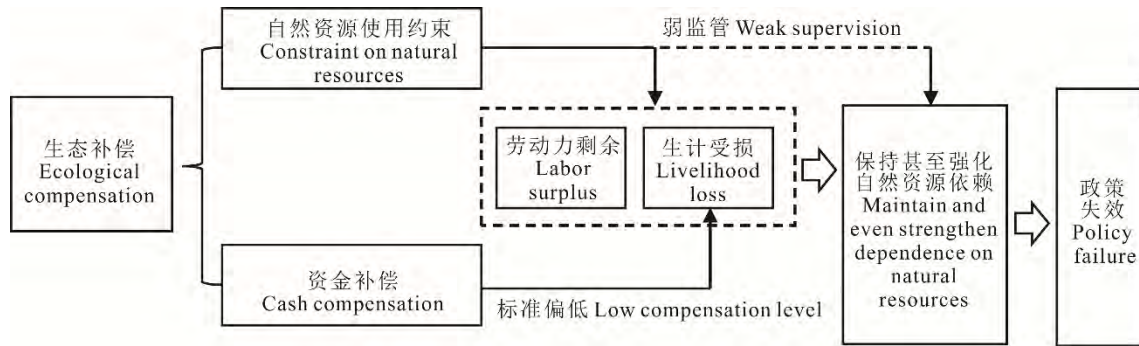 自然资源使用约束
Constraint on natural
resources
弱监管 Weak supervision
生态补偿
Ecological
compensation
劳动力剩余
Labor
surplus
生计受损
Livelihood
loss
保持甚至强化
自然资源依赖
Maintain and
even strengthen
dependence on
natural
resources
政策
失效
Policy
failure
资金补偿
Cash compensation
标准偏低 Low compensation level